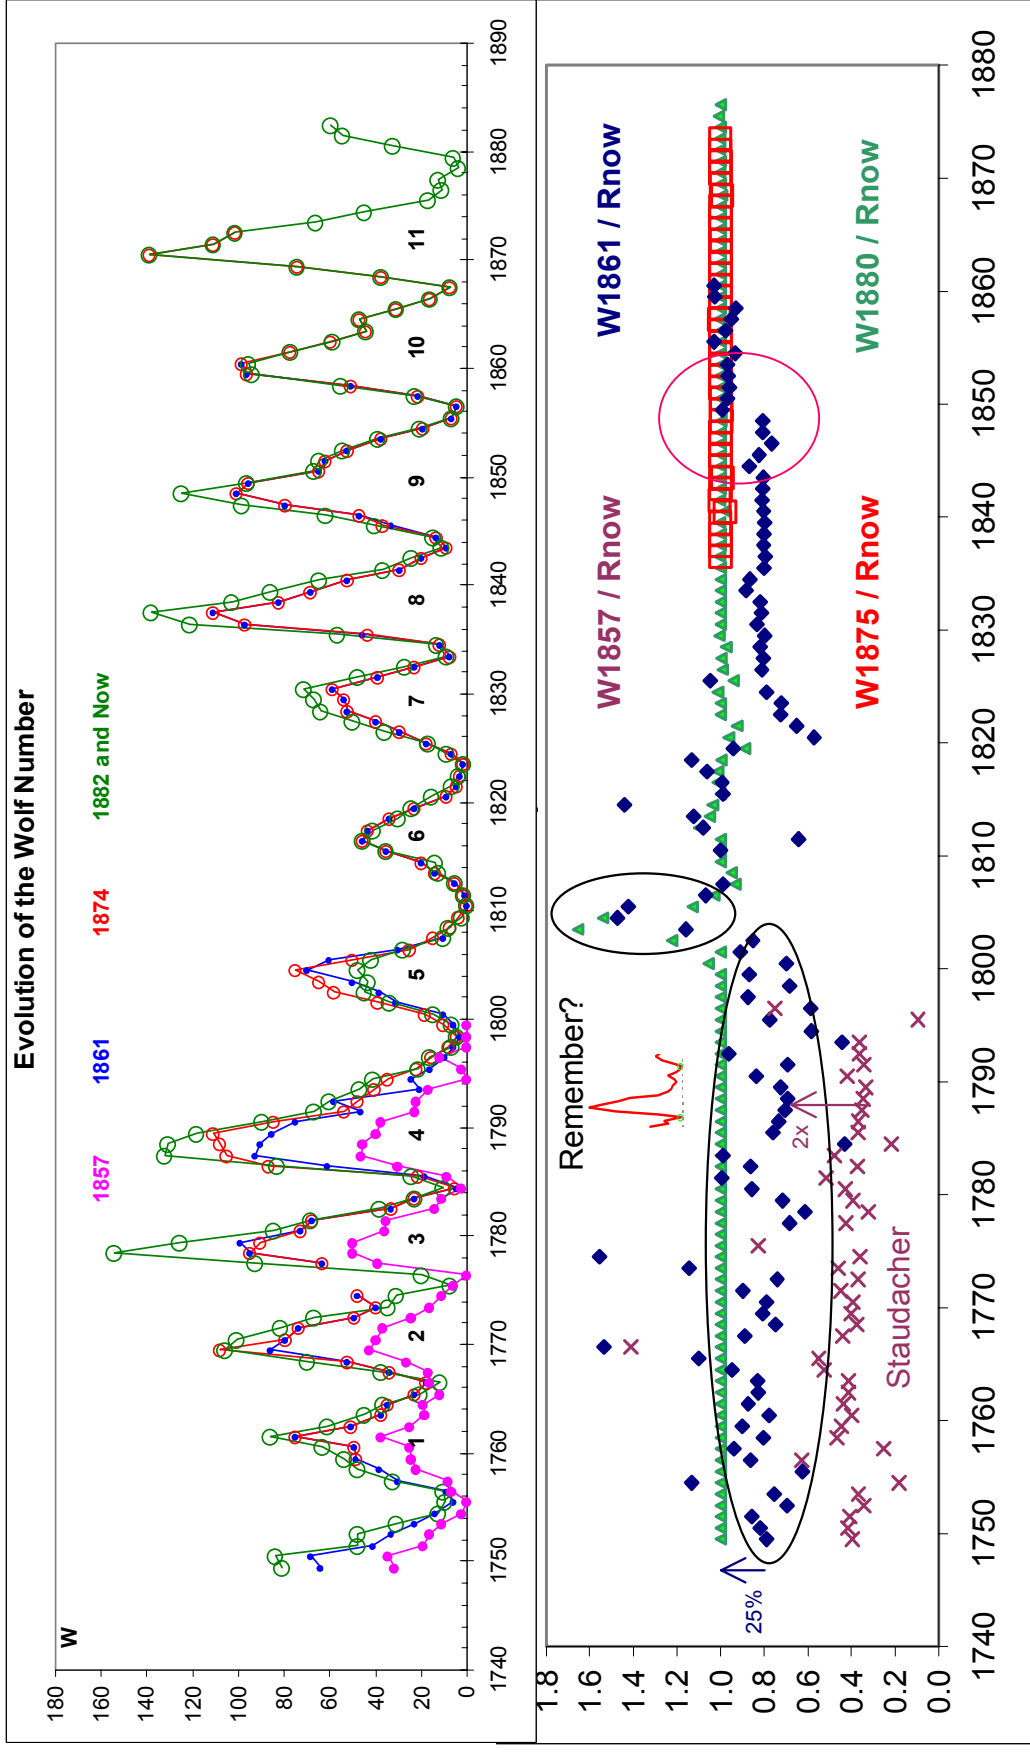 Evolution of the Wolf Number
W
1857
1861
1874
1882 and Now
180
160
140
120
100
80
60
40
20
0
1 2 3 4 5 6 7 8 9 10 11
1740 1750 1760 1770 1780 1790 1800 1810 1820 1830 1840 1850 1860 1870 1880 1890
1.8
1.6
1.4
1.2
1.0
0.8
0.6
0.4
0.2
0.0
Remember?
W1857 / Rnow
W1861 / Rnow
25%
2x
Staudacher
W1875 / Rnow
W1880 / Rnow
1740 1750 1760 1770 1780 1790 1800 1810 1820 1830 1840 1850 1860 1870 1880